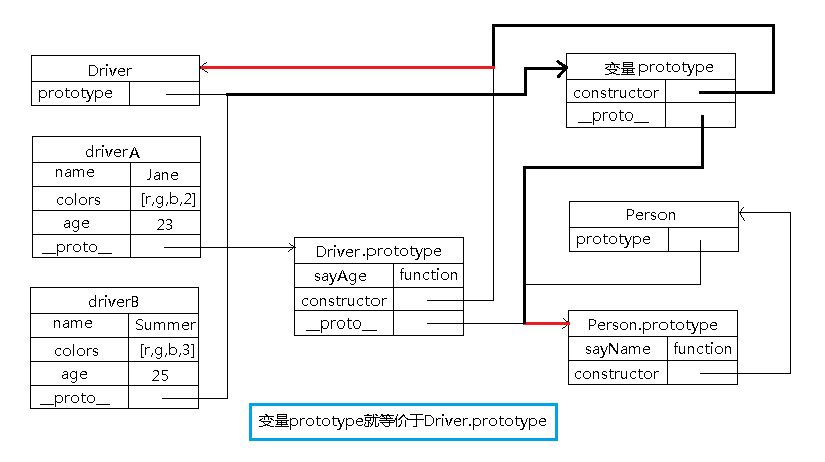 Driver
prototype
变量prototype
constructor
__proto__
driverA
name Jane
colors [r,g,b,2]
age 23
__proto__
Person
prototype
Driver.prototype
sayAge function
constructor
__proto__
driverB
name Summer
colors [r,g,b,3]
age 25
__proto__
Person.prototype
sayName function
constructor
变量prototype就等价于Driver.prototype